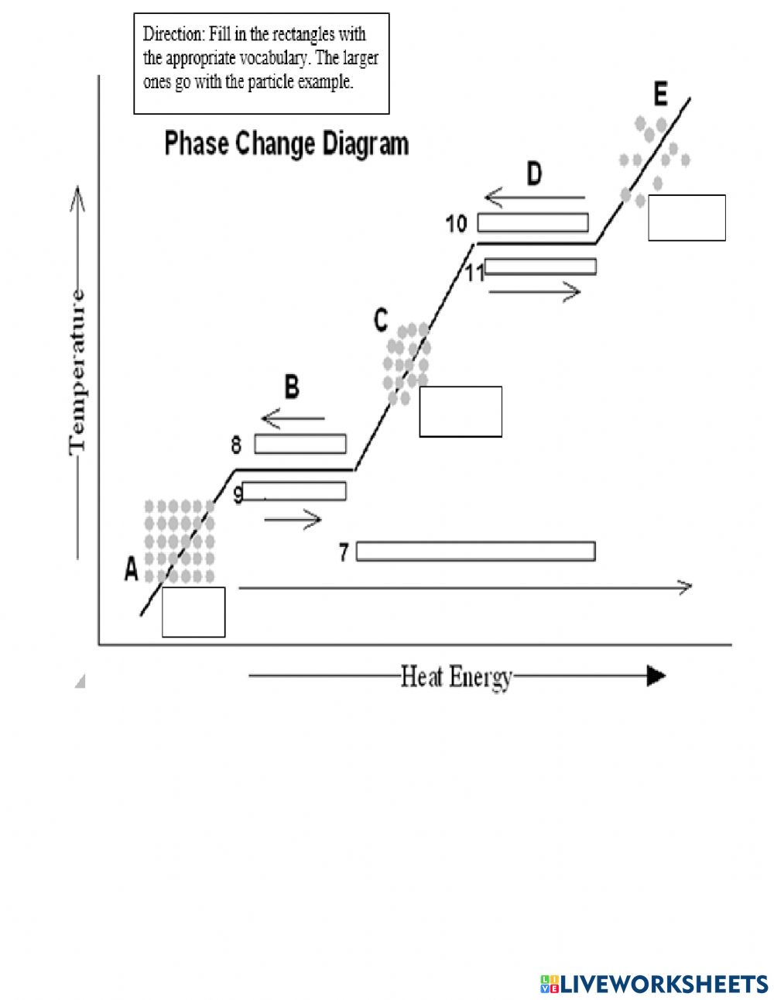 Direction: Fill in the rectangles with
the appropriate vocabulary. The larger
ones go with the particle example.
Phase Change Diagram
E
D
10
11
C
B
8
9
7
A
Temperature
Heat Energy
LIVE LIVEWORKSHEETS